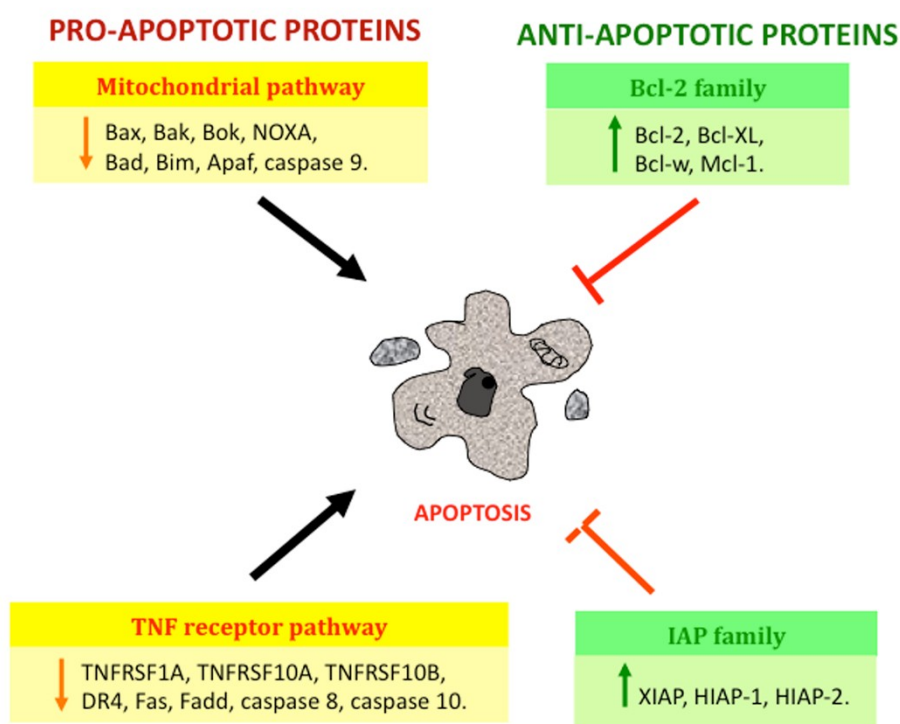 PRO-APOPTOTIC PROTEINS
ANTI-APOPTOTIC PROTEINS
Mitochondrial pathway
Bax, Bak, Bok, NOXA,
Bad, Bim, Apaf, caspase 9.
Bcl-2 family
Bcl-2, Bcl-XL,
Bcl-w, Mcl-1.
APOPTOSIS
TNF receptor pathway
TNFRSF1A, TNFRSF10A, TNFRSF10B,
DR4, Fas, Fadd, caspase 8, caspase 10.
IAP family
XIAP, HIAP-1, HIAP-2.